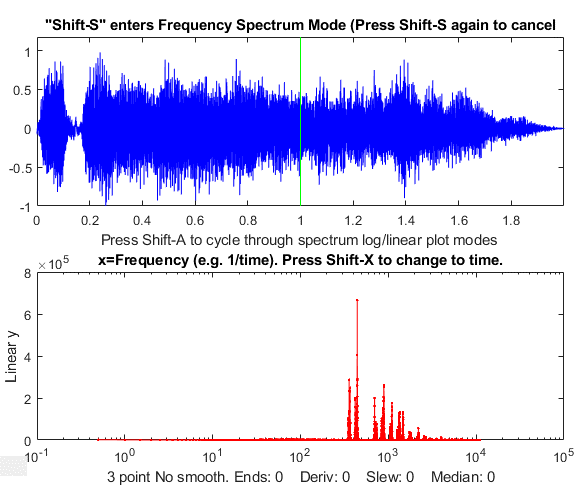 "Shift-S" enters Frequency Spectrum Mode (Press Shift-S again to cancel
1
0.5
0
-0.5
-1
0 0.2 0.4 0.6 0.8 1 1.2 1.4 1.6 1.8
Press Shift-A to cycle through spectrum log/linear plot modes
x=Frequency (e.g. 1/time). Press Shift-X to change to time.
8 ×10^5
6
4
2
0
Linear y
10^-1 10^0 10^1 10^2 10^3 10^4 10^5
3 point No smooth. Ends: 0 Deriv: 0 Slew: 0 Median: 0